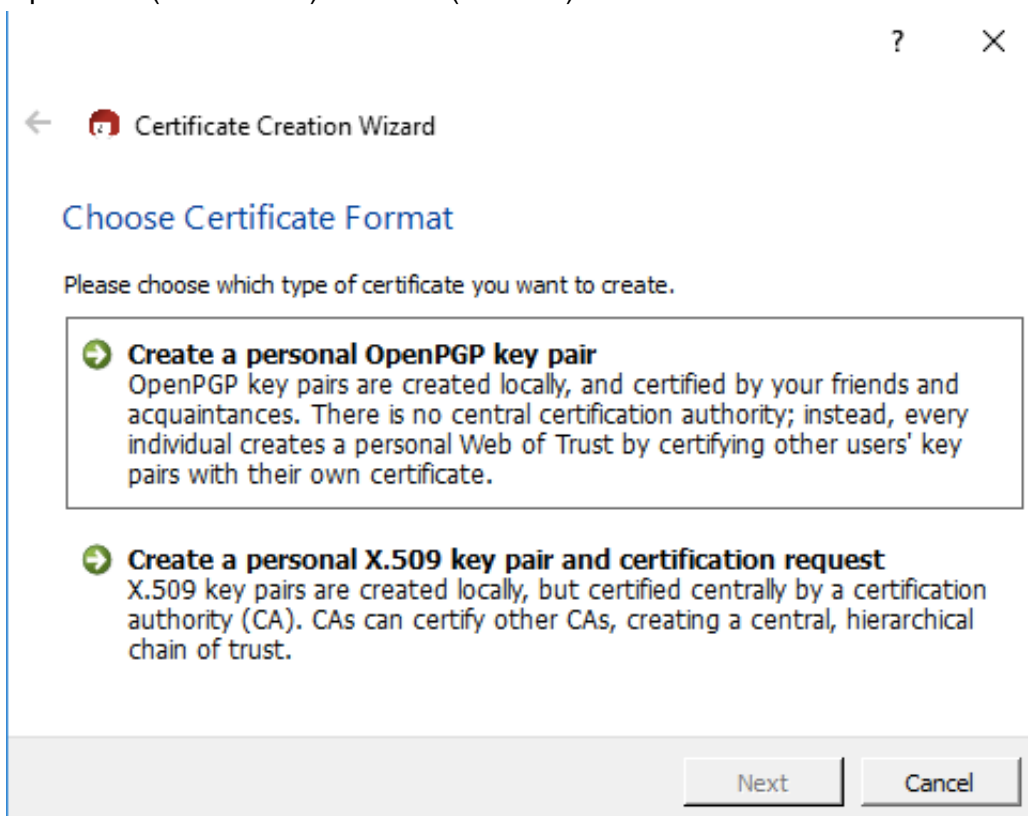 ?
Certificate Creation Wizard
Choose Certificate Format
Please choose which type of certificate you want to create.
Create a personal OpenPGP key pair
OpenPGP key pairs are created locally, and certified by your friends and
acquaintances. There is no central certification authority; instead, every
individual creates a personal Web of Trust by certifying other users' key
pairs with their own certificate.
Create a personal X.509 key pair and certification request
X.509 key pairs are created locally, but certified centrally by a certification
authority (CA). CAs can certify other CAs, creating a central, hierarchical
chain of trust.
Next Cancel